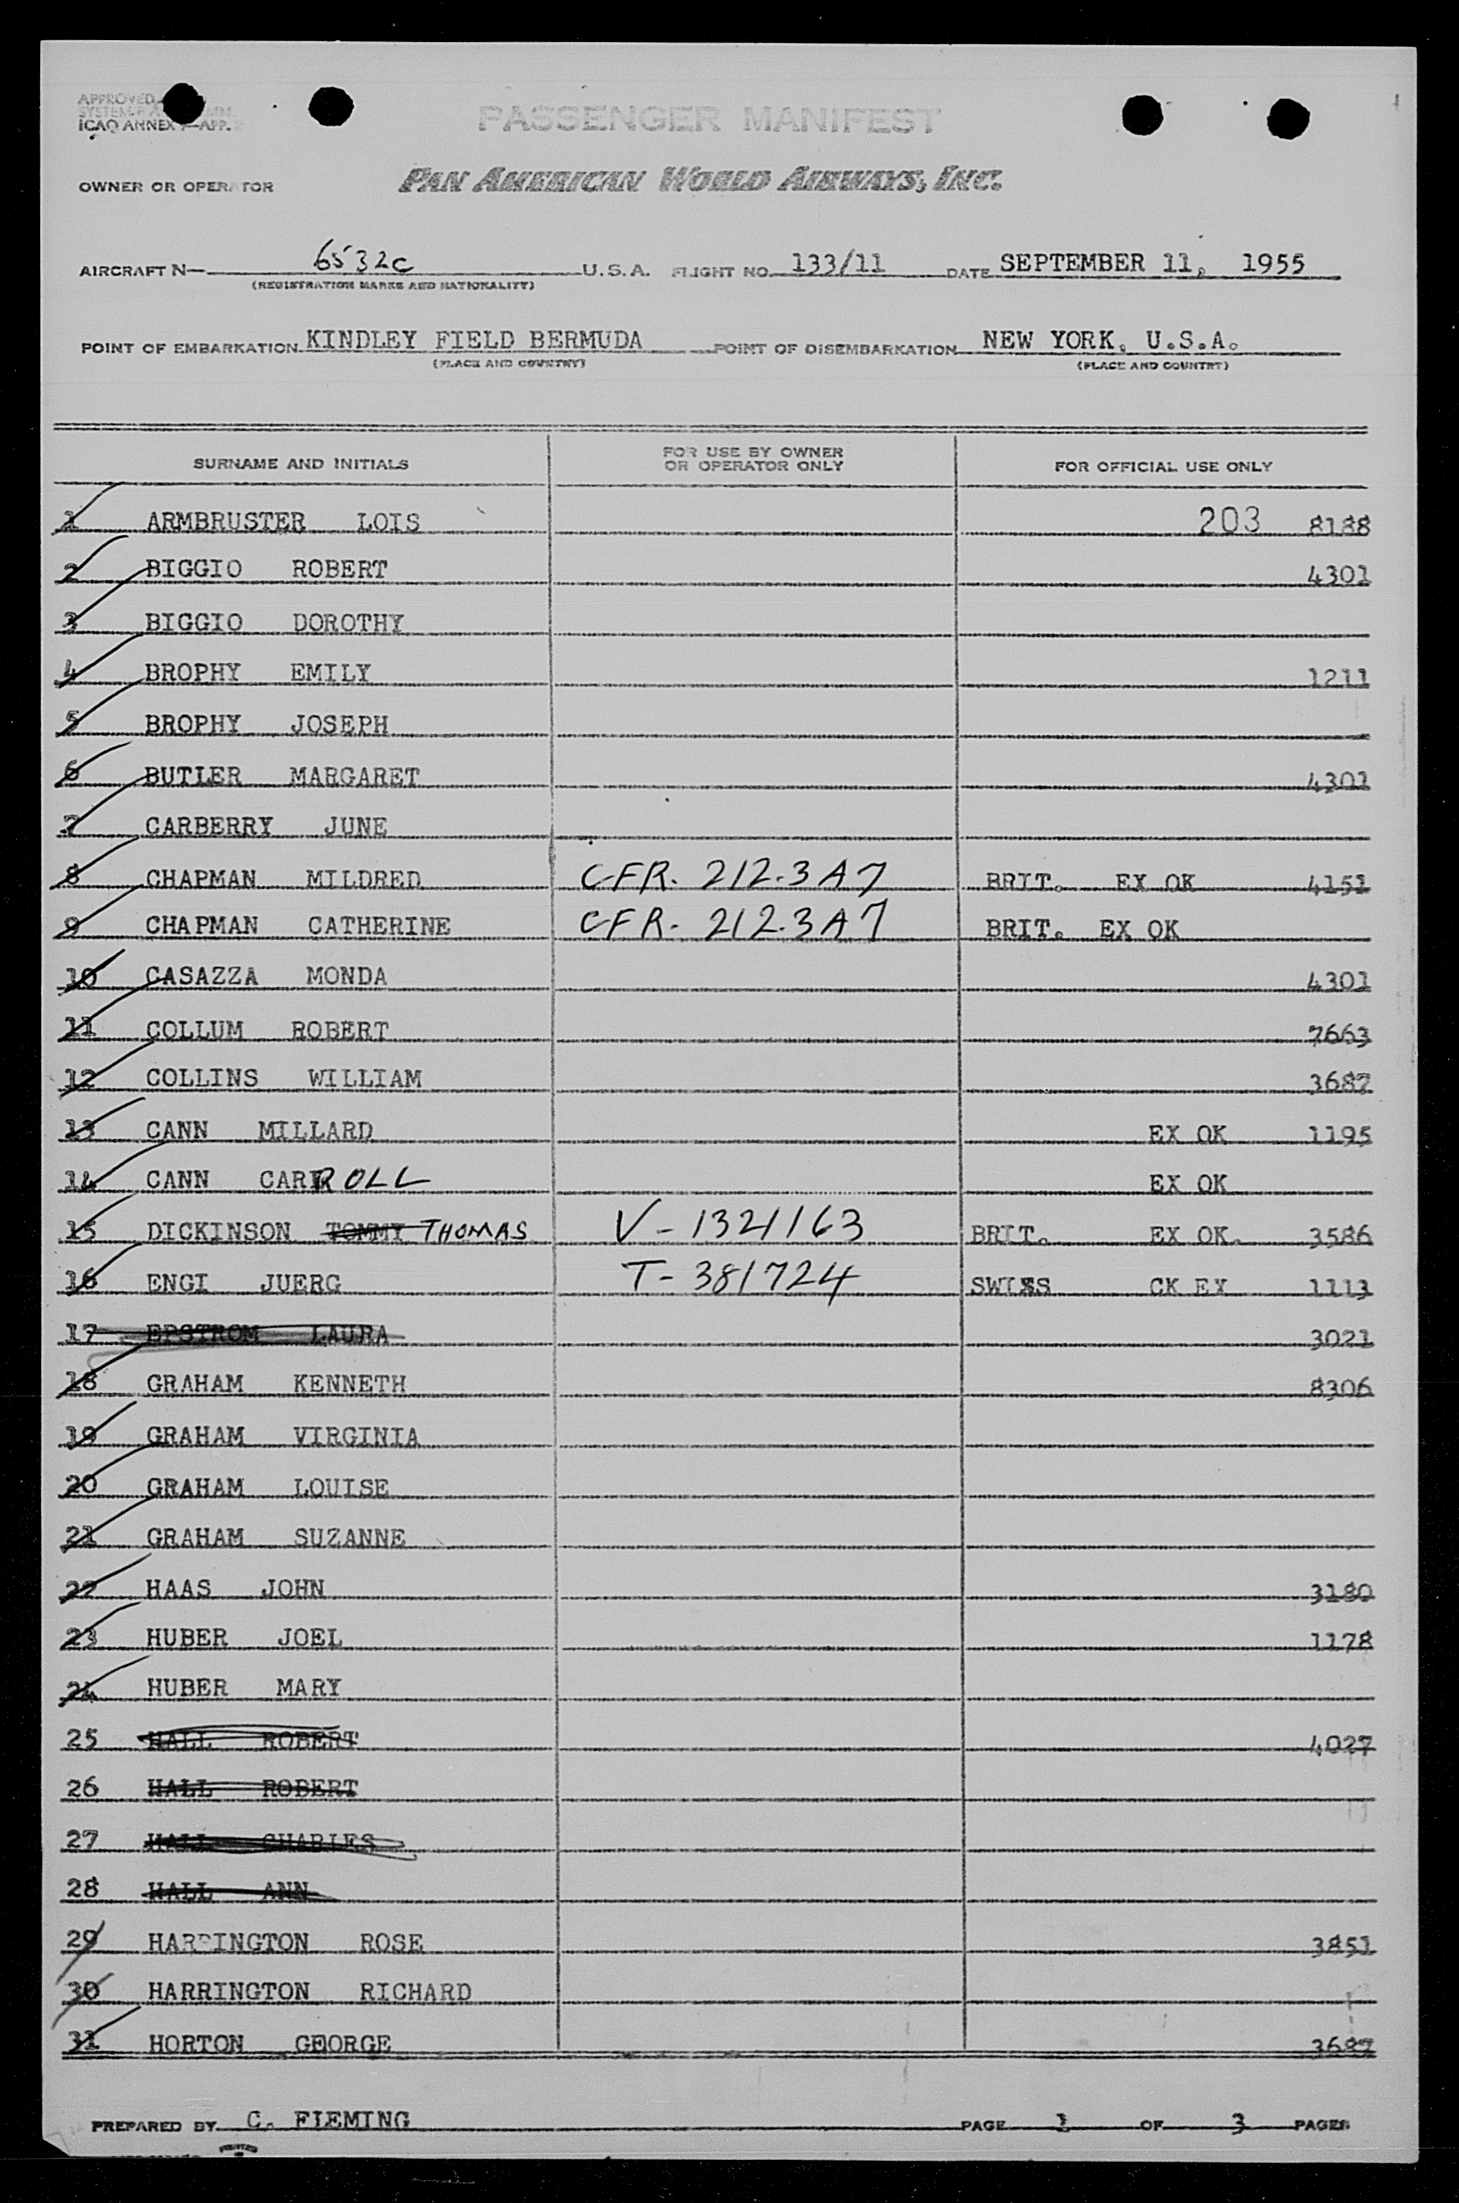 APPROVED
ICAO ANNEX 9—APP. 2
PASSENGER MANIFEST
OWNER OR OPERATOR PAN AMERICAN WORLD AIRWAYS, INC.
AIRCRAFT N— 6532C U.S.A. FLIGHT NO. 133/11 DATE SEPTEMBER 11, 1955
(REGISTRATION MARKS AND NATIONALITY)
POINT OF EMBARKATION KINDLEY FIELD BERMUDA POINT OF DISEMBARKATION NEW YORK, U.S.A.
(PLACE AND COUNTRY) (PLACE AND COUNTRY)
SURNAME AND INITIALS FOR USE BY OWNER OR OPERATOR ONLY FOR OFFICIAL USE ONLY
1 ARMBRUSTER LOIS 203 8188
2 BIGGIO ROBERT 4301
3 BIGGIO DOROTHY
4 BROPHY EMILY 1211
5 BROPHY JOSEPH
6 BUTLER MARGARET 4301
7 CARBERRY JUNE
8 CHAPMAN MILDRED CFR. 212.3A7 BRIT. EX OK 4151
9 CHAPMAN CATHERINE CFR- 212.3A7 BRIT. EX OK
10 CASAZZA MONDA 4301
11 COLLUM ROBERT 7663
12 COLLINS WILLIAM 3687
13 CANN MILLARD EX OK 1195
14 CANN CARROLL EX OK
15 DICKINSON TOMMY THOMAS V-1321163 BRIT. EX OK. 3586
16 ENGI JUERG T-381724 SWISS CK EX 1113
17 EPSTROM LAURA 3021
18 GRAHAM KENNETH 8306
19 GRAHAM VIRGINIA
20 GRAHAM LOUISE
21 GRAHAM SUZANNE
22 HAAS JOHN 3180
23 HUBER JOEL 1178
24 HUBER MARY
25 HALL ROBERT 4027
26 HALL ROBERT
27 HALL CHARLES
28 HALL ANN
29 HARRINGTON ROSE 3851
30 HARRINGTON RICHARD
31 HORTON GEORGE 3687
PREPARED BY C. FLEMING PAGE 1 OF 3 PAGES